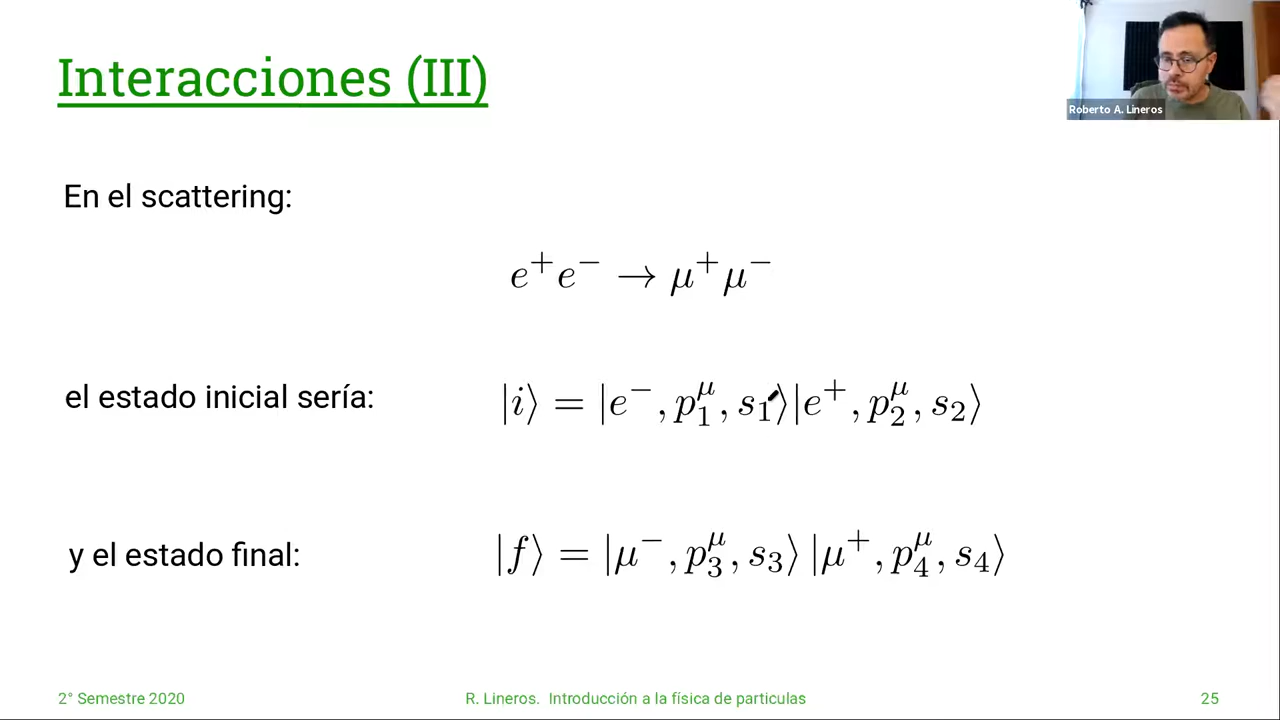 Interacciones (III)
Roberto A. Lineros
En el scattering:
e⁺e⁻ → μ⁺μ⁻
el estado inicial sería: |i⟩ = |e⁻, p₁^μ, s₁⟩|e⁺, p₂^μ, s₂⟩
y el estado final: |f⟩ = |μ⁻, p₃^μ, s₃⟩ |μ⁺, p₄^μ, s₄⟩
2° Semestre 2020 R. Lineros. Introducción a la física de particulas 25